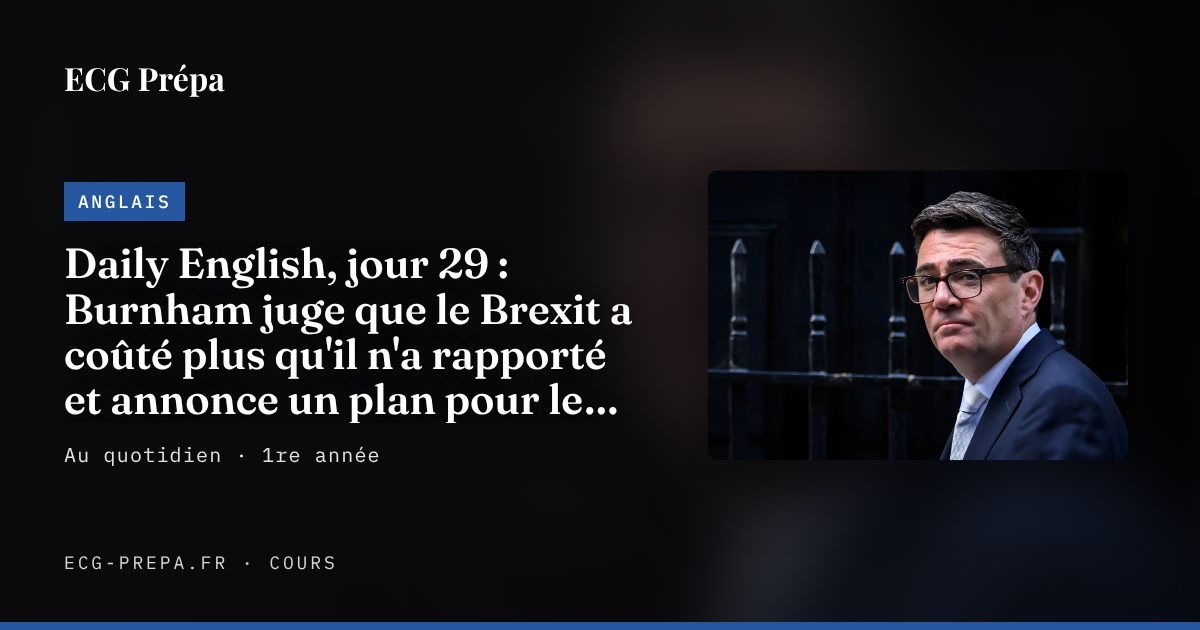 ECG Prépa
ANGLAIS
Daily English, jour 29 :
Burnham juge que le Brexit a
coûté plus qu'il n'a rapporté
et annonce un plan pour le...
Au quotidien · 1re année
ECG-PREPA.FR · COURS